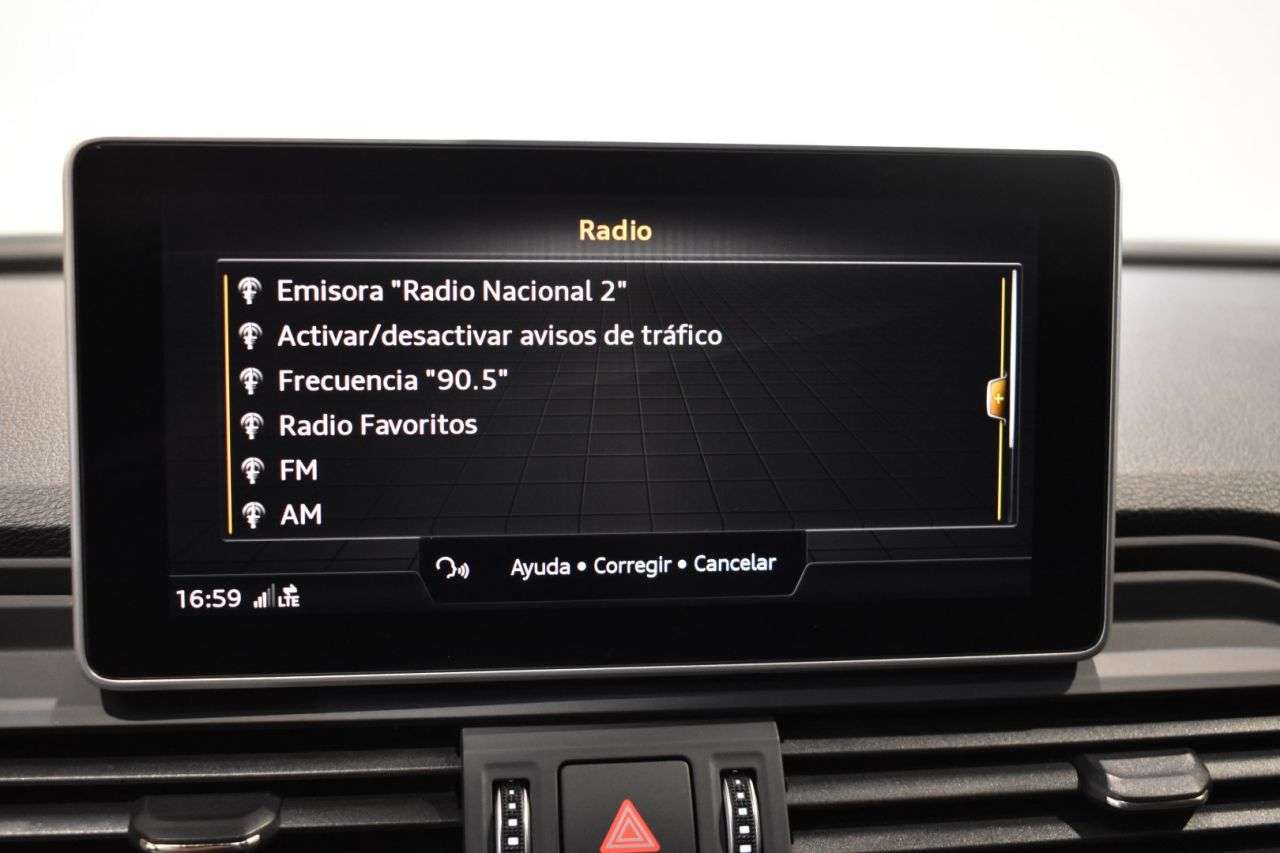 Radio
Emisora "Radio Nacional 2"
Activar/desactivar avisos de tráfico
Frecuencia "90.5"
Radio Favoritos
FM
AM
Ayuda • Corregir • Cancelar
16:59 LTE